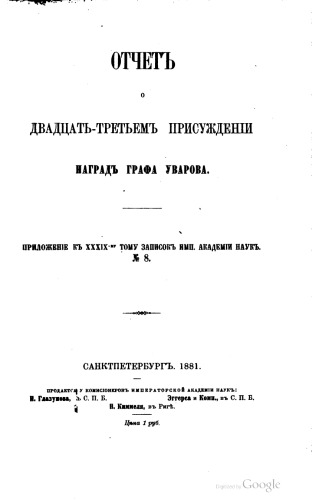 ОТЧЕТЪ
О
ДВАДЦАТЬ-ТРЕТЬЕМЪ ПРИСУЖДЕНІИ
НАГРАДЪ ГРАФА УВАРОВА.
ПРИЛОЖЕНІЕ КЪ XXXIX-му ТОМУ ЗАПИСОКЪ ИМП. АКАДЕМІИ НАУКЪ.
№ 8.
САНКТПЕТЕРБУРГЪ. 1881.
ПРОДАЕТСЯ У КОМИСІОНЕРОВЪ ИМПЕРАТОРСКОЙ АКАДЕМІИ НАУКЪ:
И. Глазунова, въ С. П. Б. Эггерса и Комп., въ С. П. Б.
Н. Киммеля, въ Ригѣ.
Цѣна 1 руб.
Digitized by Google